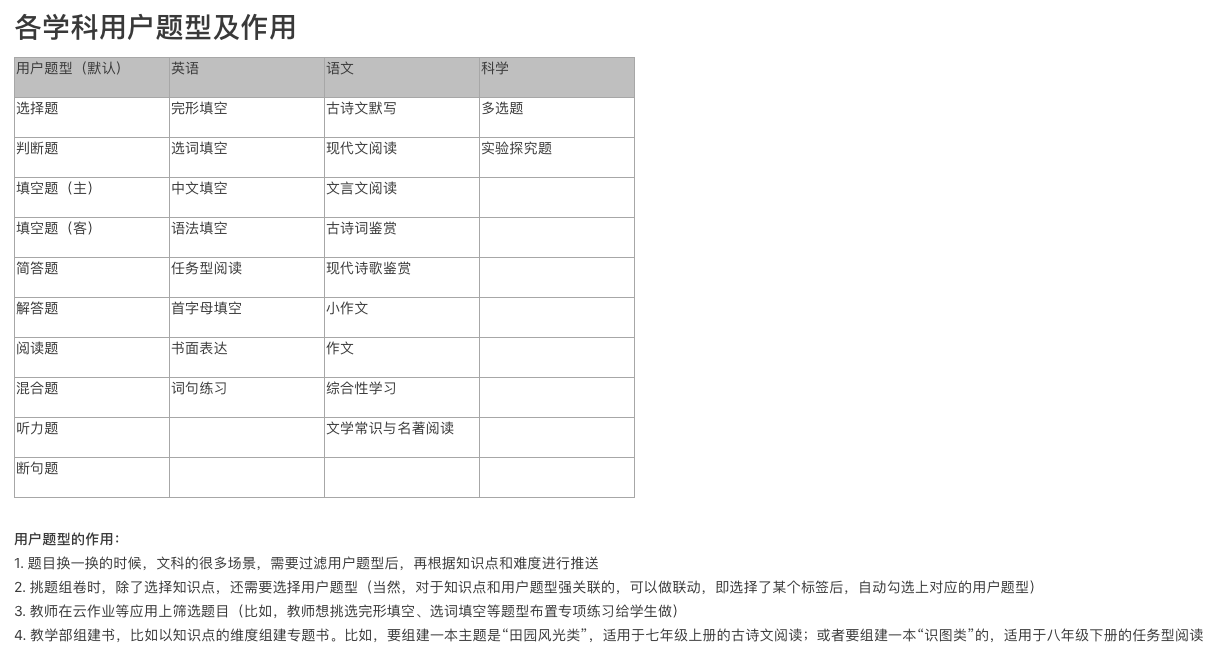 各学科用户题型及作用
用户题型（默认） 英语 语文 科学
选择题 完形填空 古诗文默写 多选题
判断题 选词填空 现代文阅读 实验探究题
填空题（主） 中文填空 文言文阅读
填空题（客） 语法填空 古诗词鉴赏
简答题 任务型阅读 现代诗歌鉴赏
解答题 首字母填空 小作文
阅读题 书面表达 作文
混合题 词句练习 综合性学习
听力题 文学常识与名著阅读
断句题
用户题型的作用：
1. 题目换一换的时候，文科的很多场景，需要过滤用户题型后，再根据知识点和难度进行推送
2. 挑题组卷时，除了选择知识点，还需要选择用户题型（当然，对于知识点和用户题型强关联的，可以做联动，即选择了某个标签后，自动勾选上对应的用户题型）
3. 教师在云作业等应用上筛选题目（比如，教师想挑选完形填空、选词填空等题型布置专项练习给学生做）
4. 教学部组建书，比如以知识点的维度组建专题书。比如，要组建一本主题是“田园风光类”，适用于七年级上册的古诗文阅读；或者要组建一本“识图类”的，适用于八年级下册的任务型阅读